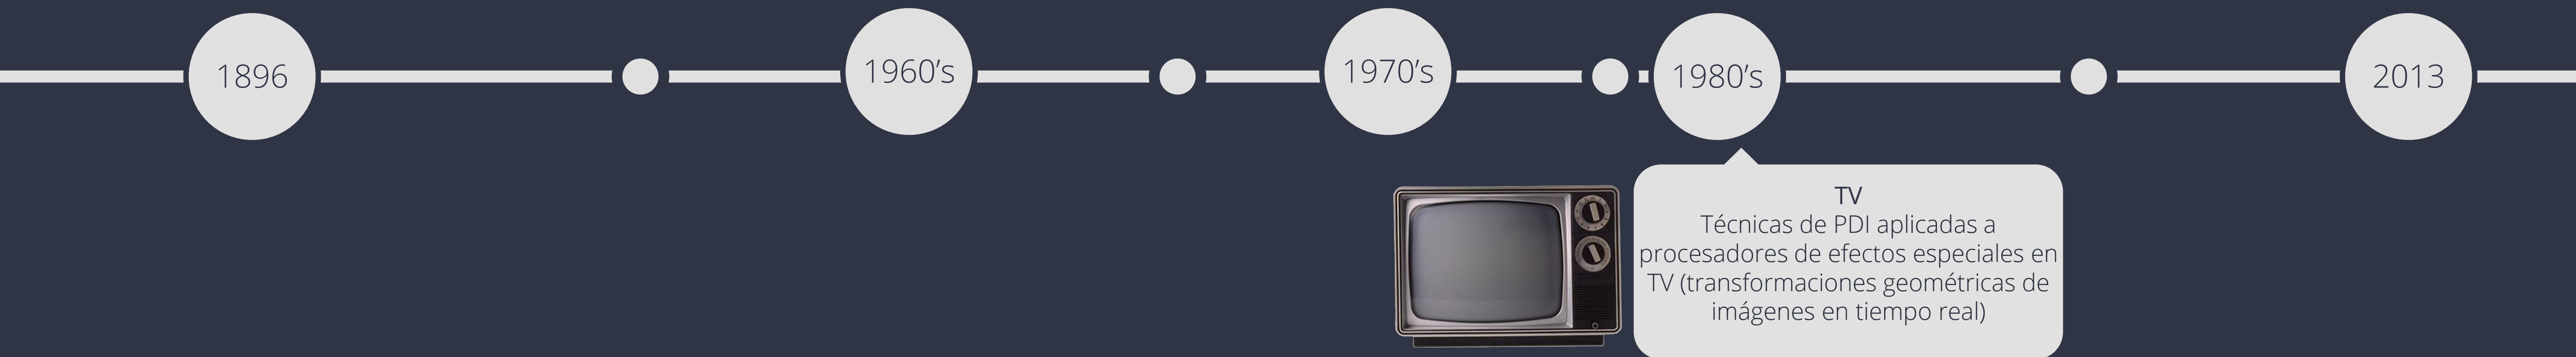 1896
1960's
1970's
1980's
2013
TV
Técnicas de PDI aplicadas a
procesadores de efectos especiales en
TV (transformaciones geométricas de
imágenes en tiempo real)